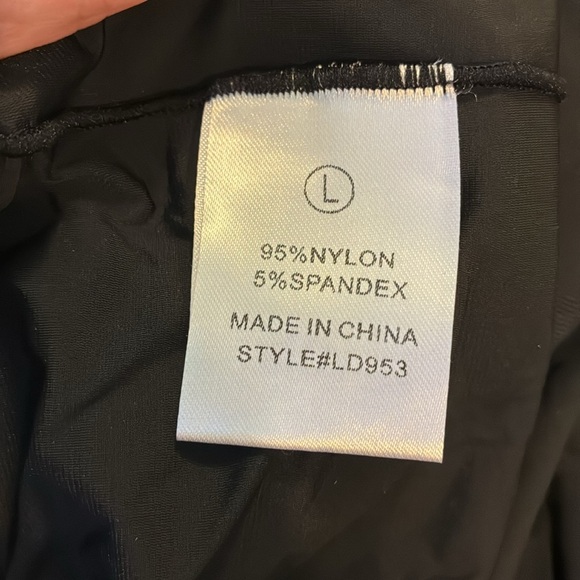 L
95%NYLON
5%SPANDEX
MADE IN CHINA
STYLE#LD953